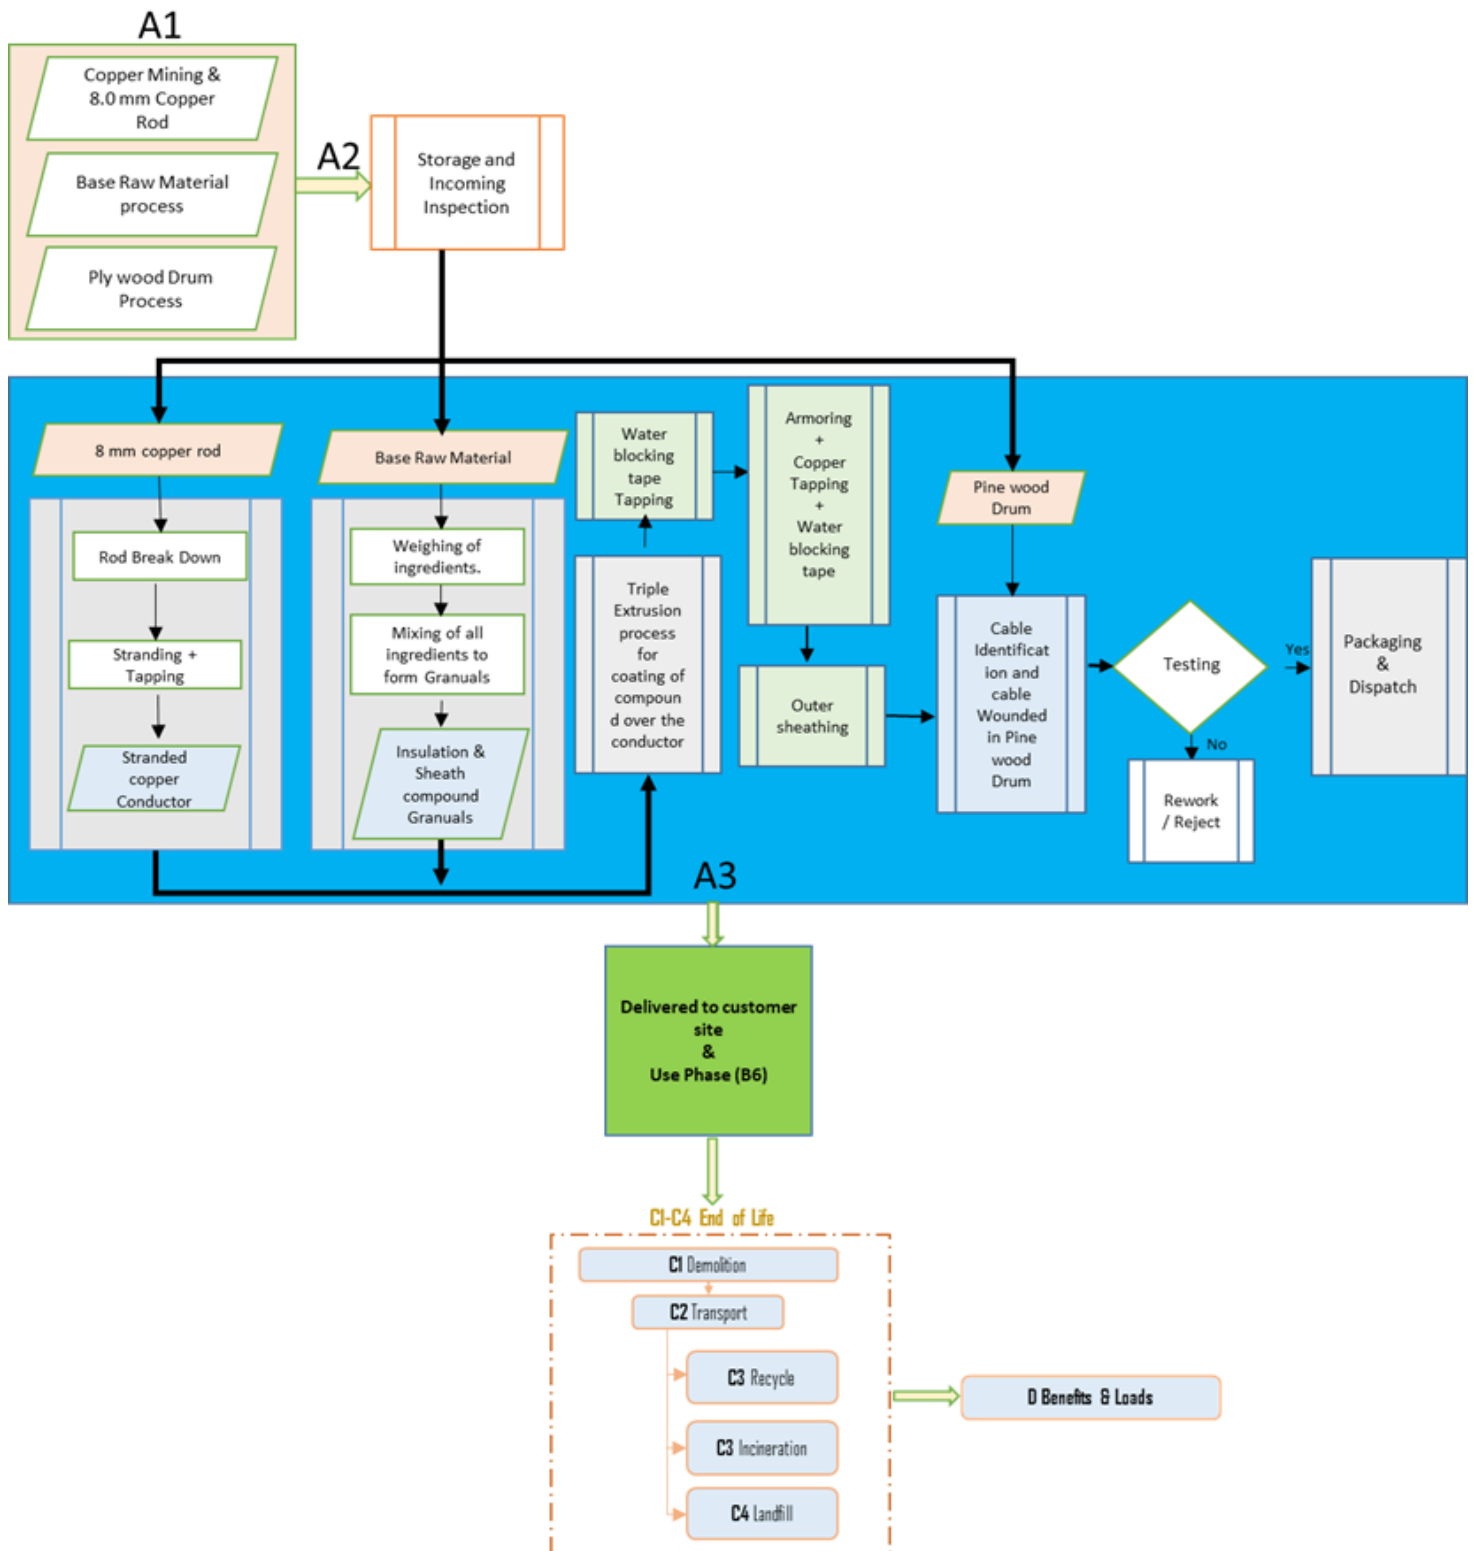 A1
Copper Mining &
8.0 mm Copper
Rod
Base Raw Material
process
Ply wood Drum
Process
A2
Storage and
Incoming
Inspection
8 mm copper rod
Rod Break Down
Stranding +
Tapping
Stranded
copper
Conductor
Base Raw Material
Weighing of
ingredients.
Mixing of all
ingredients to
form Granuals
Insulation &
Sheath
compound
Granuals
Water
blocking
tape
Tapping
Triple
Extrusion
process
for
coating of
compoun
d over the
conductor
Armoring
+
Copper
Tapping
+
Water
blocking
tape
Outer
sheathing
Pine wood
Drum
Cable
Identificat
ion and
cable
Wounded
in Pine
wood
Drum
Testing
Yes
No
Rework
/ Reject
Packaging
&
Dispatch
A3
Delivered to customer
site
&
Use Phase (B6)
C1-C4 End of Life
C1 Demolition
C2 Transport
C3 Recycle
C3 Incineration
C4 Landfill
D Benefits & Loads